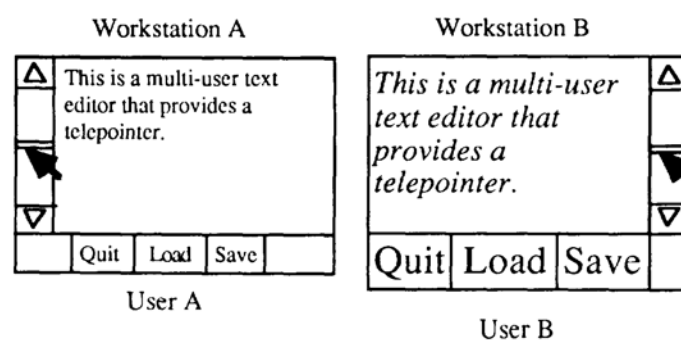 Workstation A
This is a multi-user text
editor that provides a
telepointer.
Quit Load Save
User A
Workstation B
This is a multi-user
text editor that
provides a
telepointer.
Quit Load Save
User B